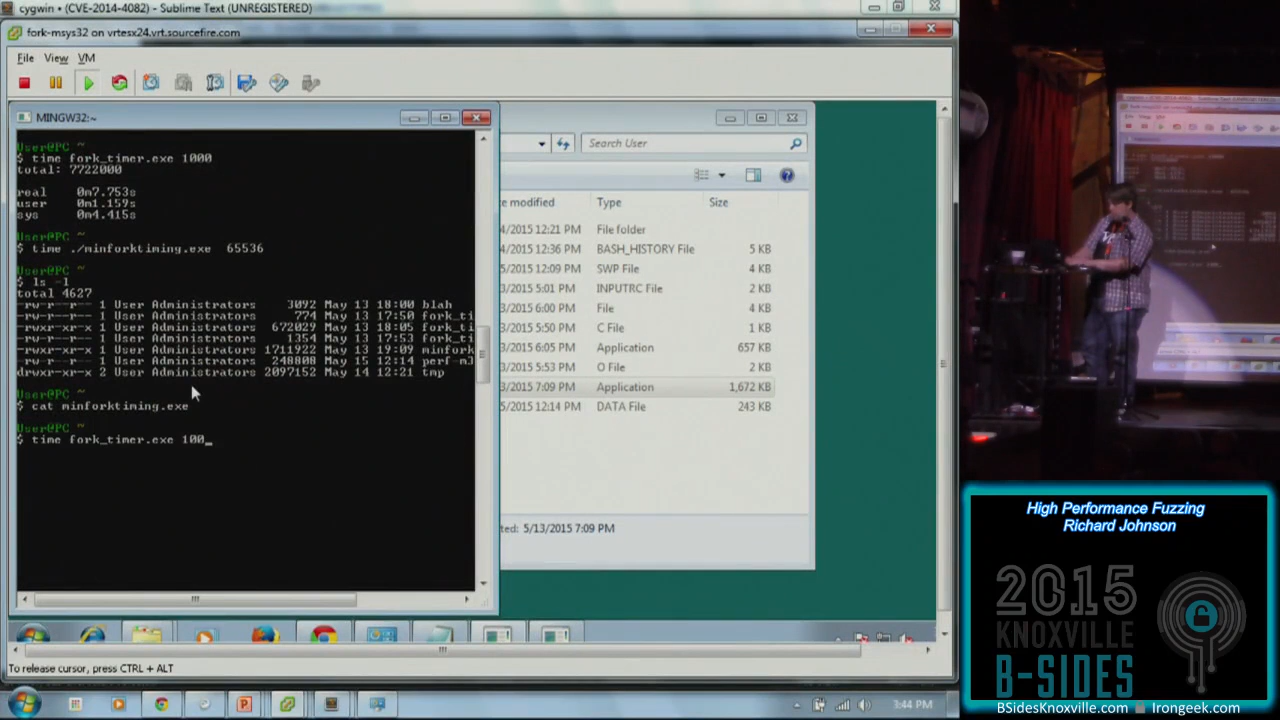 cygwin • (CVE-2014-4082) - Sublime Text (UNREGISTERED)
fork-msys32 on vrtesx24.vrt.sourcefire.com
File View VM
MINGW32:~
User@PC ~
$ time fork_timer.exe 1000
total: 7722000
real 0m7.753s
user 0m1.159s
sys 0m4.415s
User@PC ~
$ time ./minforktiming.exe 65536
User@PC ~
$ ls -l
total 4627
-rw-r--r-- 1 User Administrators 3092 May 13 18:00 blah
-rw-r--r-- 1 User Administrators 774 May 13 17:50 fork_ti
-rwxr-xr-x 1 User Administrators 672029 May 13 18:05 fork_ti
-rw-r--r-- 1 User Administrators 1354 May 13 17:53 fork_ti
-rwxr-xr-x 1 User Administrators 1711922 May 13 19:09 minfork
-rw-r--r-- 1 User Administrators 248808 May 15 12:14 perf-m3
drwxr-xr-x 2 User Administrators 2097152 May 14 12:21 tmp
User@PC ~
$ cat minforktiming.exe
User@PC ~
$ time fork_timer.exe 100_
Search User
e modified Type Size
4/2015 12:21 PM File folder
4/2015 12:36 PM BASH_HISTORY File 5 KB
5/2015 12:09 PM SWP File 4 KB
3/2015 5:01 PM INPUTRC File 2 KB
3/2015 6:00 PM File 4 KB
3/2015 5:50 PM C File 1 KB
3/2015 6:05 PM Application 657 KB
3/2015 5:53 PM O File 2 KB
3/2015 7:09 PM Application 1,672 KB
5/2015 12:14 PM DATA File 243 KB
ted: 5/13/2015 7:09 PM
To release cursor, press CTRL + ALT
3:44 PM
High Performance Fuzzing
Richard Johnson
2015
KNOXVILLE
B-SIDES
BSidesKnoxville.com Irongeek.com